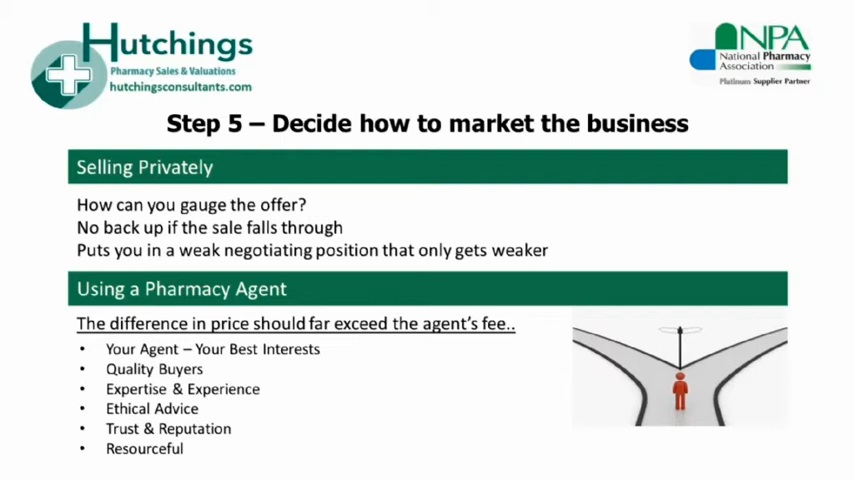 Hutchings
Pharmacy Sales & Valuations
hutchingsconsultants.com
NPA
National Pharmacy
Association
Platinum Supplier Partner
Step 5 – Decide how to market the business
Selling Privately
How can you gauge the offer?
No back up if the sale falls through
Puts you in a weak negotiating position that only gets weaker
Using a Pharmacy Agent
The difference in price should far exceed the agent's fee..
• Your Agent – Your Best Interests
• Quality Buyers
• Expertise & Experience
• Ethical Advice
• Trust & Reputation
• Resourceful